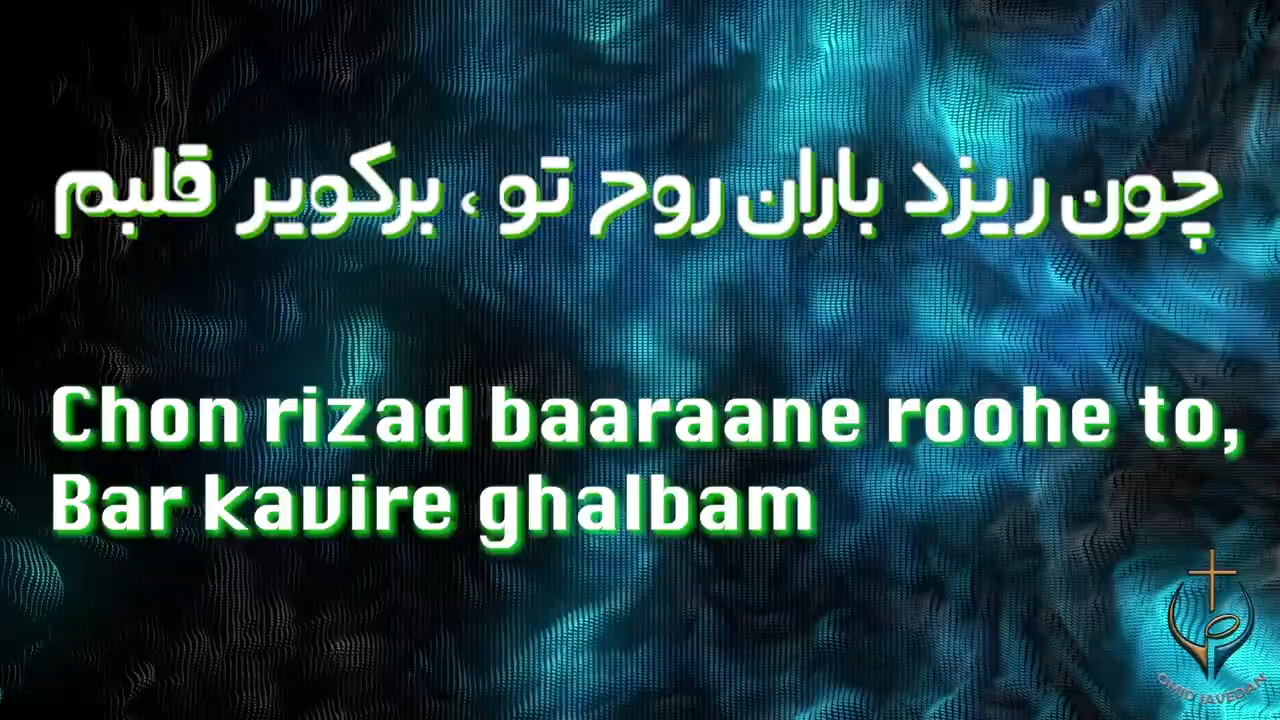 چون ریزد باران روح تو ، برکویر قلبم
Chon rizad baaraane roohe to,
Bar kavire ghalbam
OMID JAVEDAN